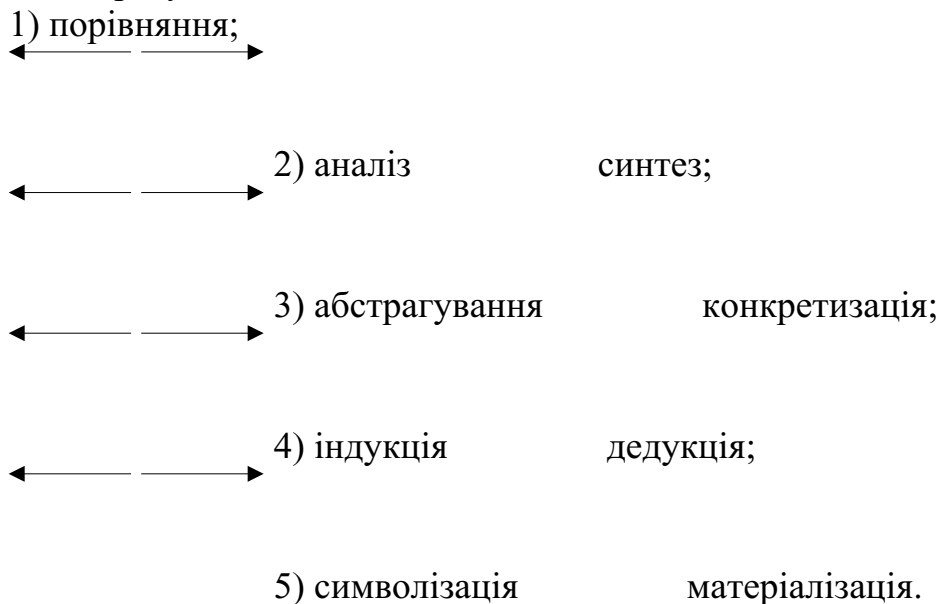 1) порівняння;
2) аналіз синтез;
3) абстрагування конкретизація;
4) індукція дедукція;
5) символізація матеріалізація.